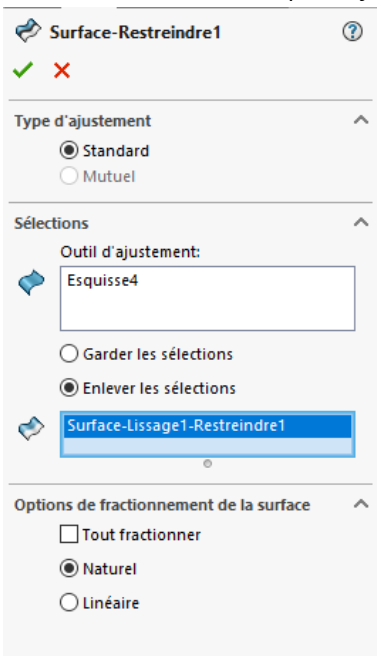 Surface-Restreindre1
Type d'ajustement
Standard
Mutuel
Sélections
Outil d'ajustement:
Esquisse4
Garder les sélections
Enlever les sélections
Surface-Lissage1-Restreindre1
Options de fractionnement de la surface
Tout fractionner
Naturel
Linéaire